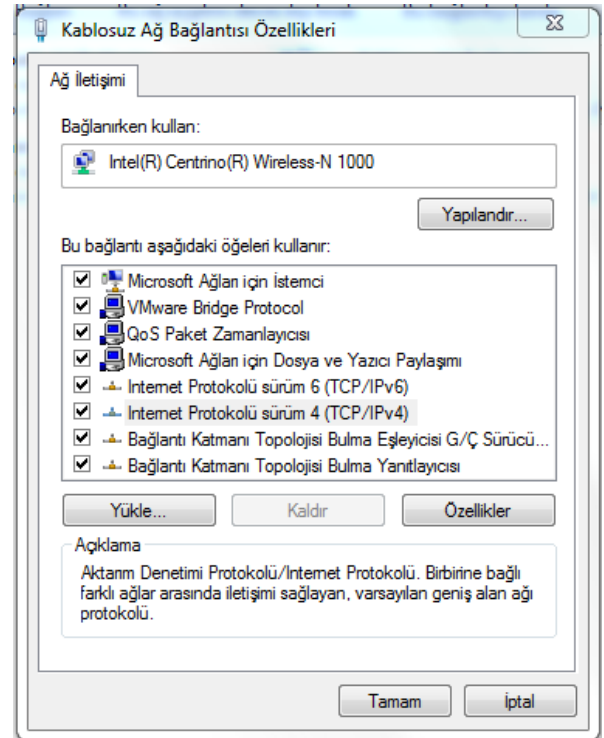 Kablosuz Ağ Bağlantısı Özellikleri
Ağ İletişimi
Bağlanırken kullan:
Intel(R) Centrino(R) Wireless-N 1000
Yapılandır...
Bu bağlantı aşağıdaki öğeleri kullanır:
Microsoft Ağları için İstemci
VMware Bridge Protocol
QoS Paket Zamanlayıcısı
Microsoft Ağları için Dosya ve Yazıcı Paylaşımı
Internet Protokolü sürüm 6 (TCP/IPv6)
Internet Protokolü sürüm 4 (TCP/IPv4)
Bağlantı Katmanı Topolojisi Bulma Eşleyicisi G/Ç Sürücü...
Bağlantı Katmanı Topolojisi Bulma Yanıtlayıcısı
Yükle...
Kaldır
Özellikler
Açıklama
Aktarım Denetimi Protokolü/Internet Protokolü. Birbirine bağlı
farklı ağlar arasında iletişimi sağlayan, varsayılan geniş alan ağı
protokolü.
Tamam
İptal